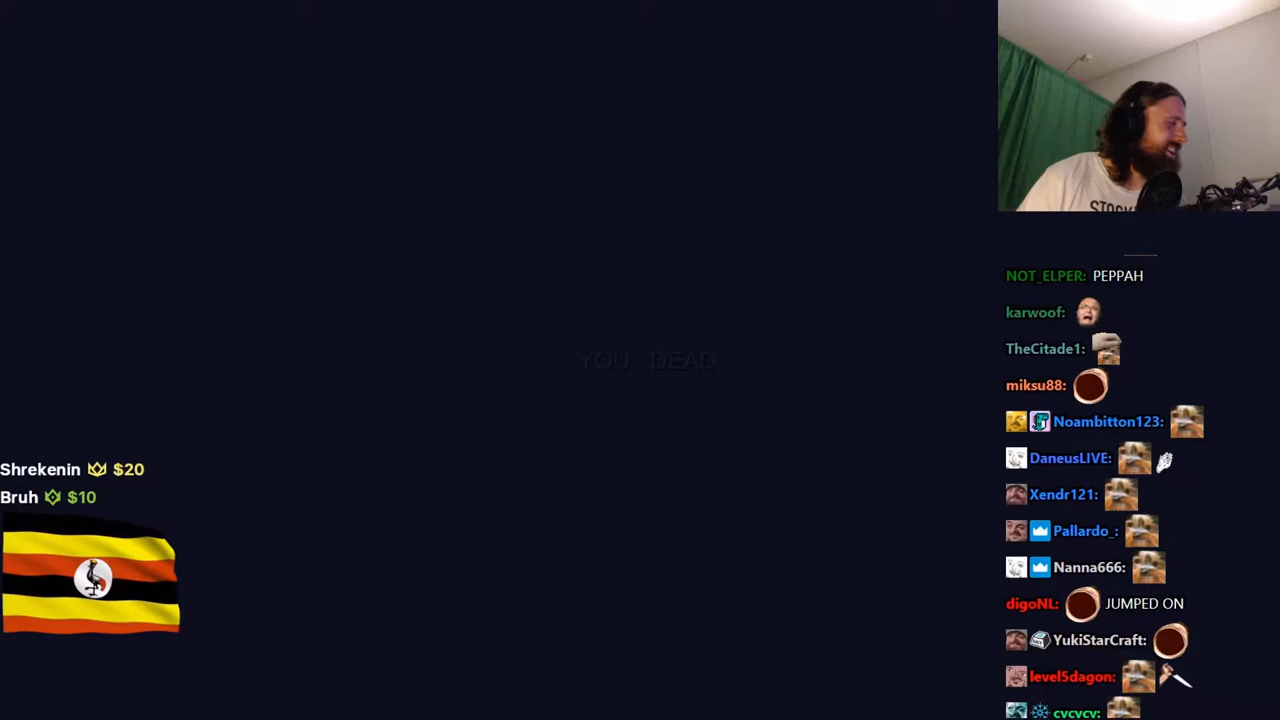 YOU DEAD
STOCK
NOT_ELPER: PEPPAH
karwoof:
TheCitade1:
miksu88:
Noambitton123:
DaneusLIVE:
Xendr121:
Pallardo_:
Nanna666:
digoNL: JUMPED ON
YukiStarCraft:
level5dagon:
cvcvcv:
Shrekenin $20
Bruh $10